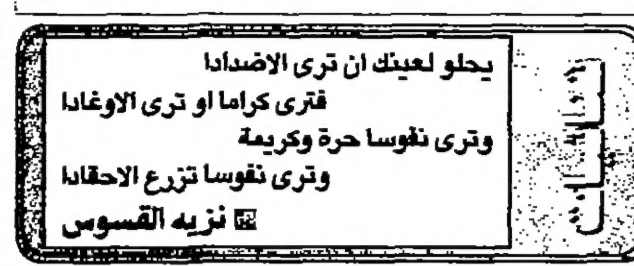 يحلو لعينك ان ترى الاضدادا
فترى كراما او ترى الاوغادا
وترى نفوسا حرة وكريمة
وترى نفوسا تزرع الاحقادا
نزيه القسوس